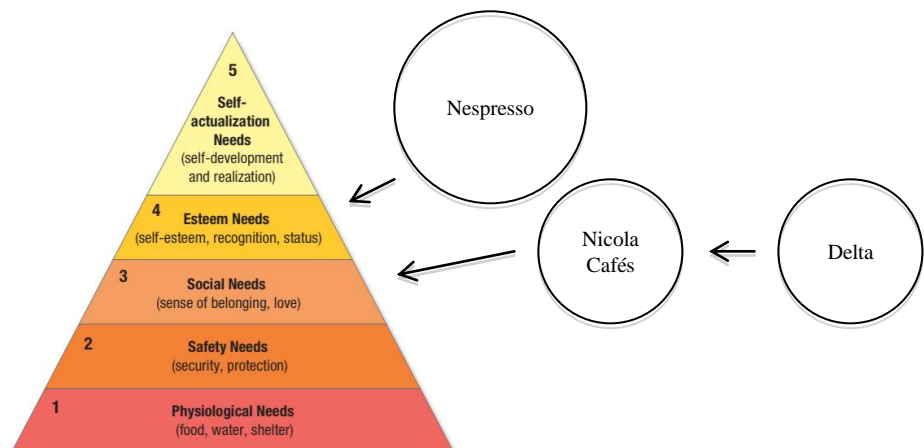 5
Self-
actualization
Needs
(self-development
and realization)
4
Esteem Needs
(self-esteem, recognition, status)
3
Social Needs
(sense of belonging, love)
2
Safety Needs
(security, protection)
1
Physiological Needs
(food, water, shelter)
Nespresso
Nicola
Cafés
Delta